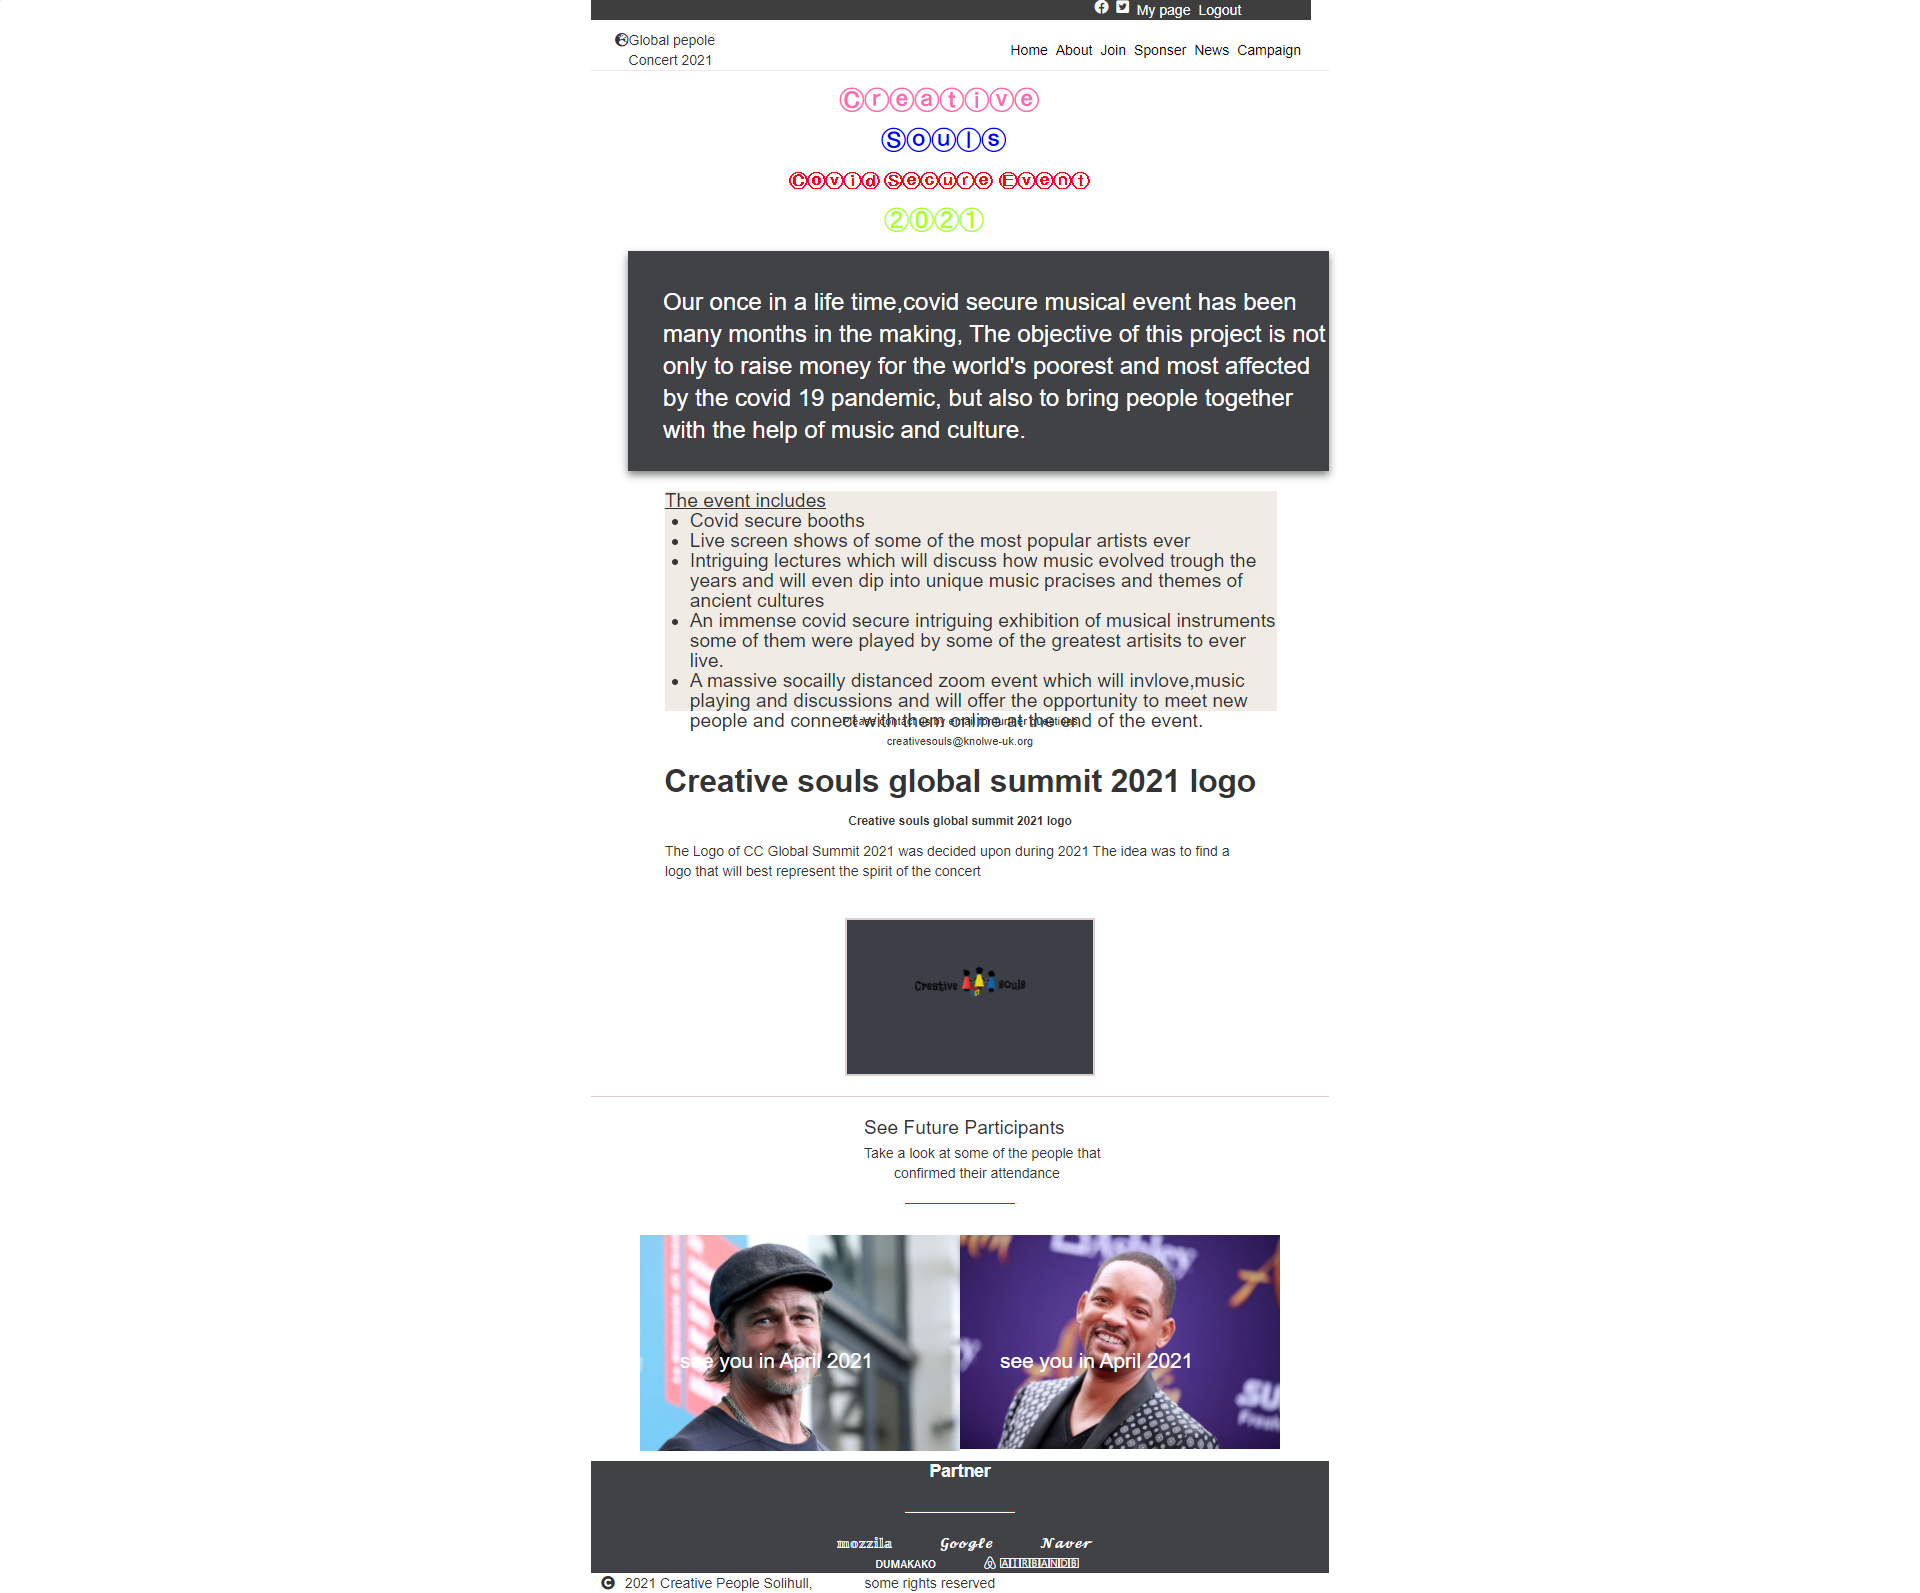 My page Logout
Global pepole
Concert 2021
Home About Join Sponser News Campaign
Creative
Souls
Covid Secure Event
2021
Our once in a life time,covid secure musical event has been
many months in the making, The objective of this project is not
only to raise money for the world's poorest and most affected
by the covid 19 pandemic, but also to bring people together
with the help of music and culture.
The event includes
Covid secure booths
Live screen shows of some of the most popular artists ever
Intriguing lectures which will discuss how music evolved trough the
years and will even dip into unique music pracises and themes of
ancient cultures
An immense covid secure intriguing exhibition of musical instruments
some of them were played by some of the greatest artisits to ever
live.
A massive socailly distanced zoom event which will invlove,music
playing and discussions and will offer the opportunity to meet new
people and connect with them online at the end of the event.
Please contact us by email for further questions
creativesouls@knolwe-uk.org
Creative souls global summit 2021 logo
Creative souls global summit 2021 logo
The Logo of CC Global Summit 2021 was decided upon during 2021 The idea was to find a
logo that will best represent the spirit of the concert
Creative souls
See Future Participants
Take a look at some of the people that
confirmed their attendance
see you in April 2021
see you in April 2021
Partner
mozzila Google Naver
DUMAKAKO AIRBANDB
2021 Creative People Solihull, some rights reserved